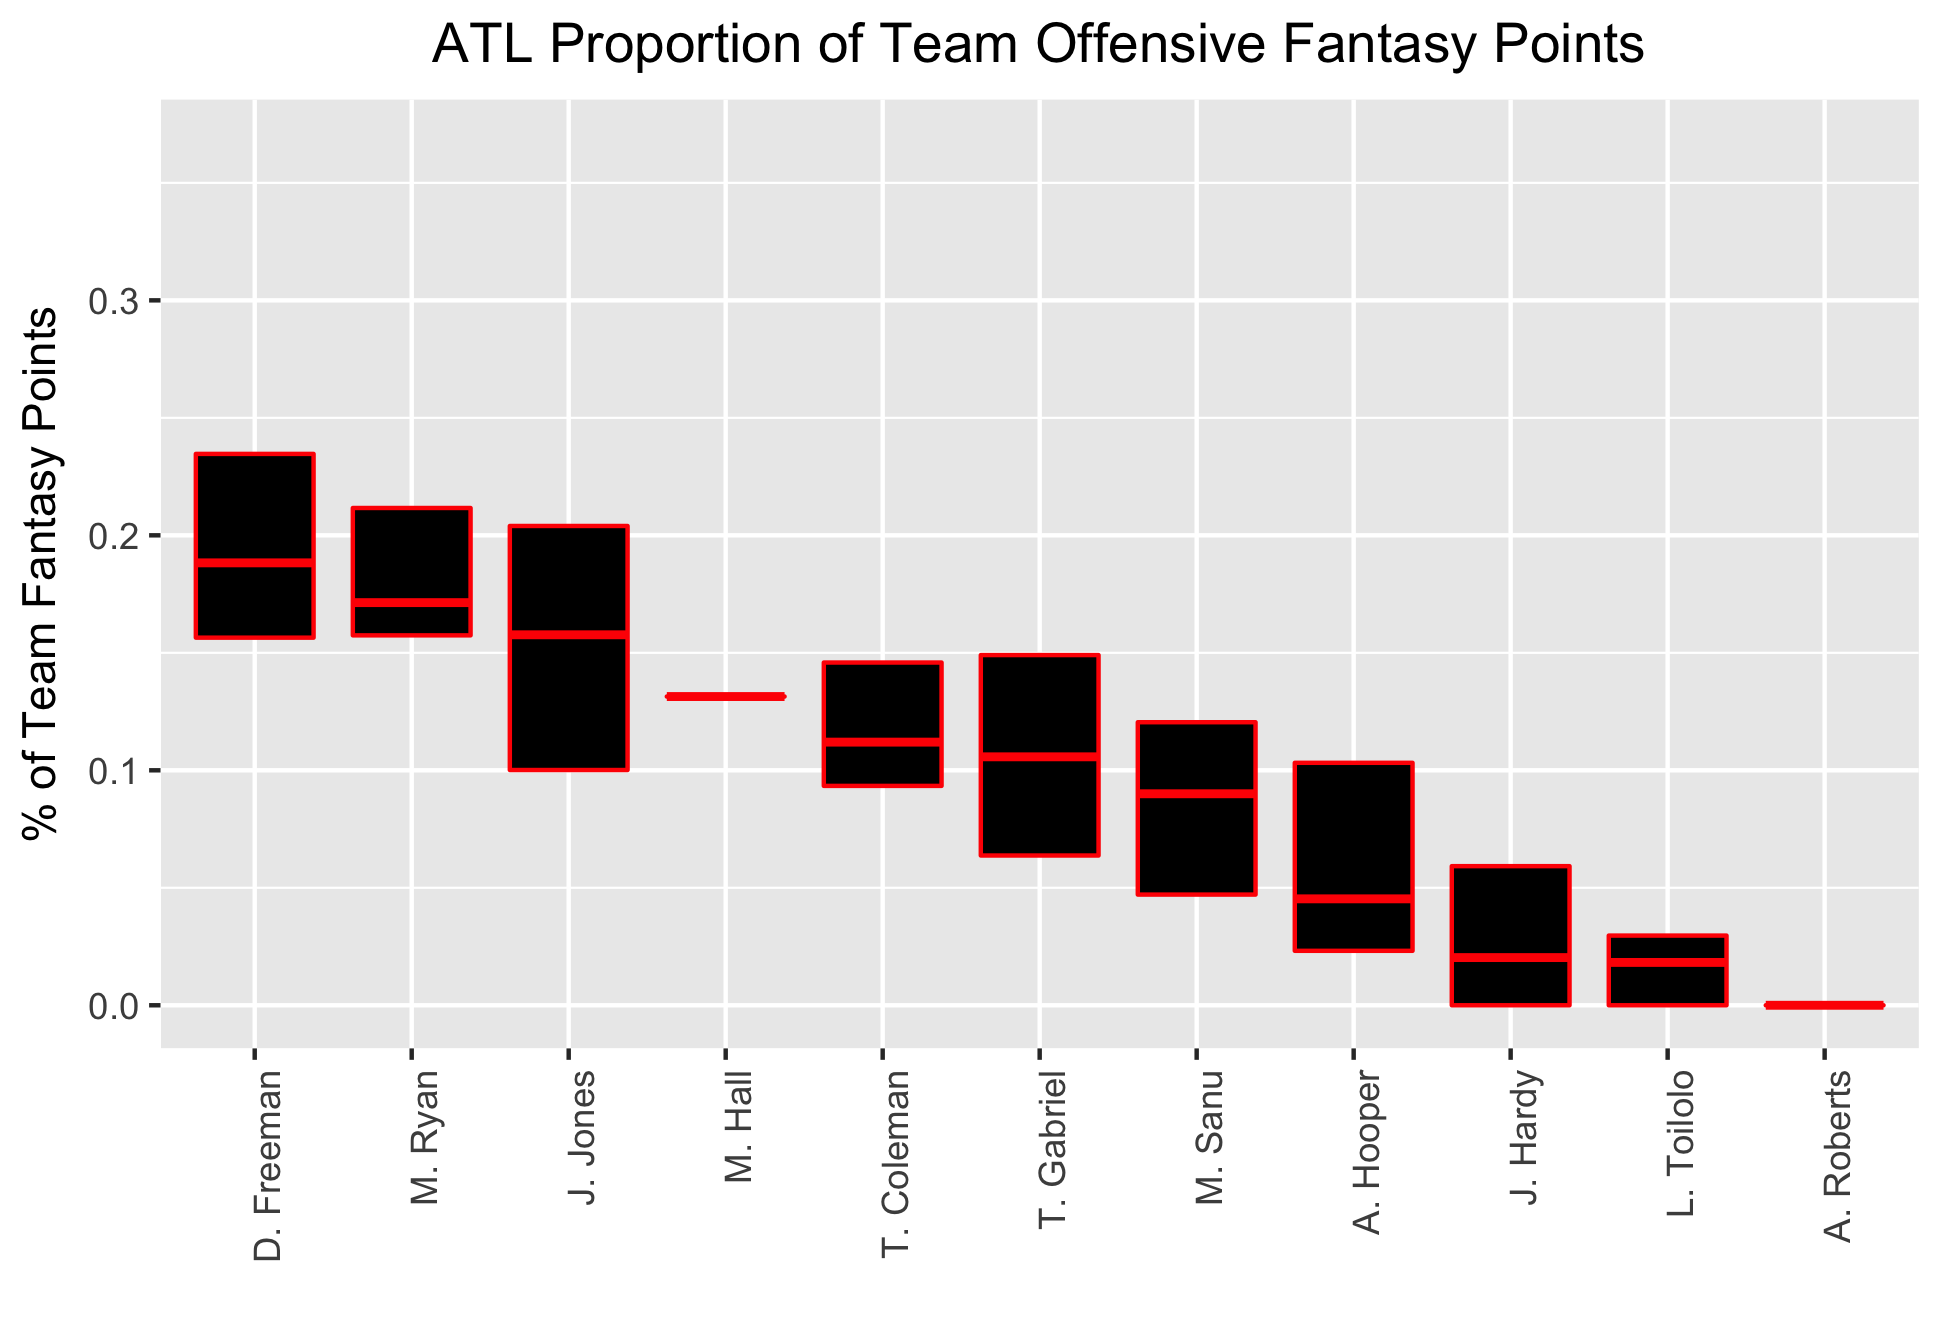 ATL Proportion of Team Offensive Fantasy Points
% of Team Fantasy Points
0.3
0.2
0.1
0.0
D. Freeman
M. Ryan
J. Jones
M. Hall
T. Coleman
T. Gabriel
M. Sanu
A. Hooper
J. Hardy
L. Toilolo
A. Roberts